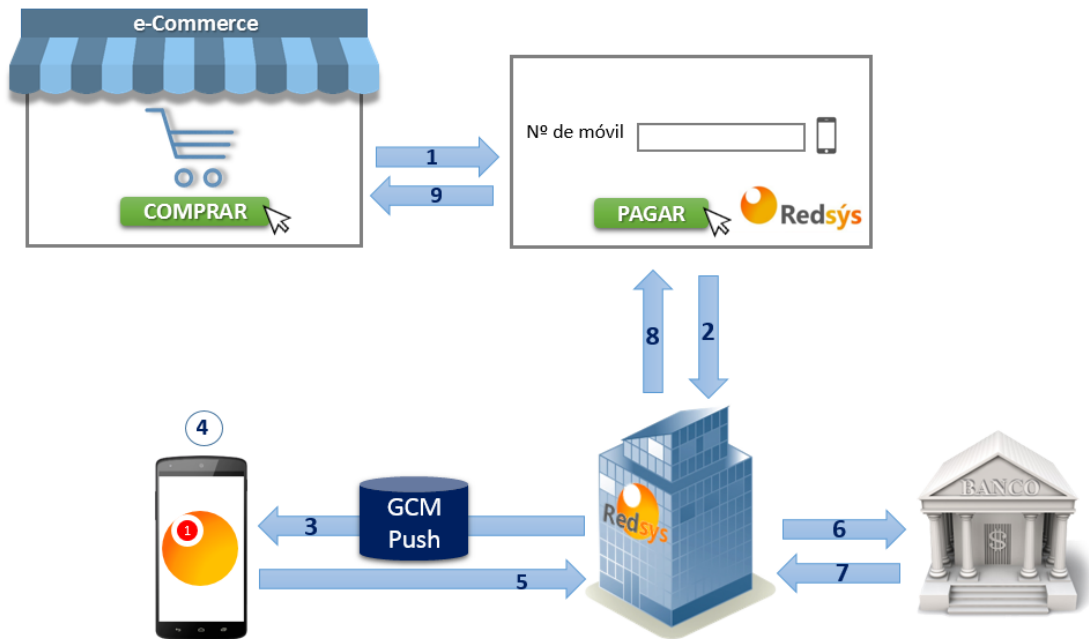 e-Commerce
COMPRAR
1
9
Nº de móvil
PAGAR
Redsýs
8
2
4
1
3
GCM
Push
5
Redsýs
6
7
BANCO
$